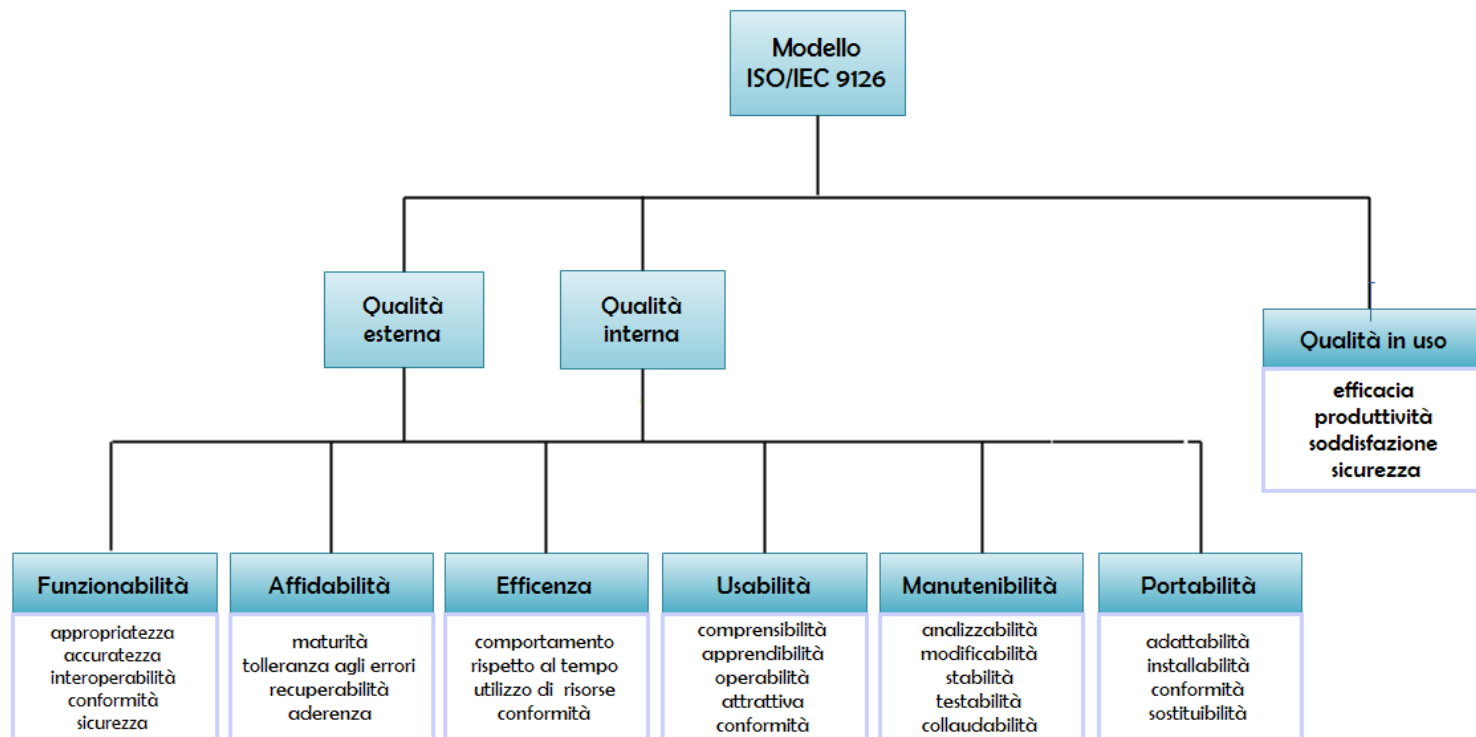 Modello
ISO/IEC 9126
Qualità
esterna
Qualità
interna
Qualità in uso
efficacia
produttività
soddisfazione
sicurezza
Funzionabilità
appropriatezza
accuratezza
interoperabilità
conformità
sicurezza
Affidabilità
maturità
tolleranza agli errori
recuperabilità
aderenza
Efficenza
comportamento
rispetto al tempo
utilizzo di risorse
conformità
Usabilità
comprensibilità
apprendibilità
operabilità
attrattiva
conformità
Manutenibilità
analizzabilità
modificabilità
stabilità
testabilità
collaudabilità
Portabilità
adattabilità
installabilità
conformità
sostituibilità